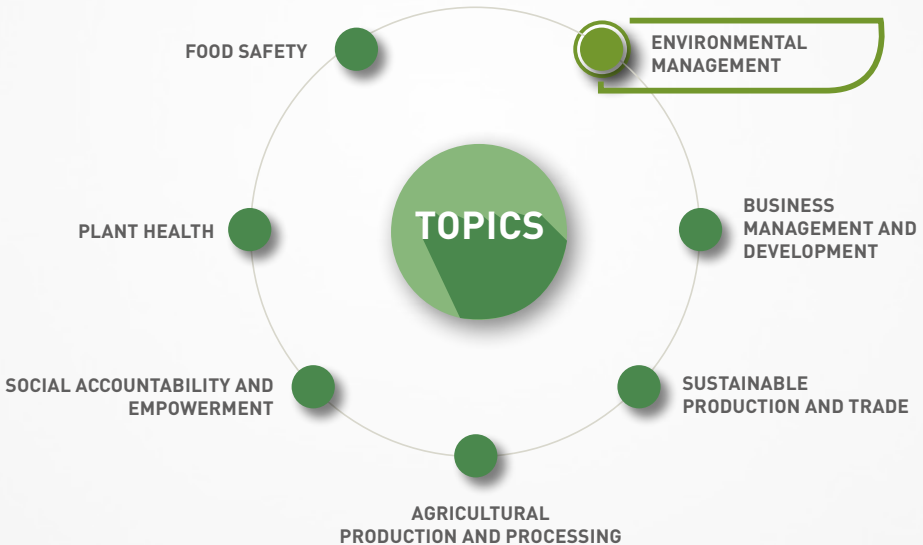 FOOD SAFETY
ENVIRONMENTAL
MANAGEMENT
TOPICS
PLANT HEALTH
BUSINESS
MANAGEMENT AND
DEVELOPMENT
SOCIAL ACCOUNTABILITY AND
EMPOWERMENT
SUSTAINABLE
PRODUCTION AND TRADE
AGRICULTURAL
PRODUCTION AND PROCESSING